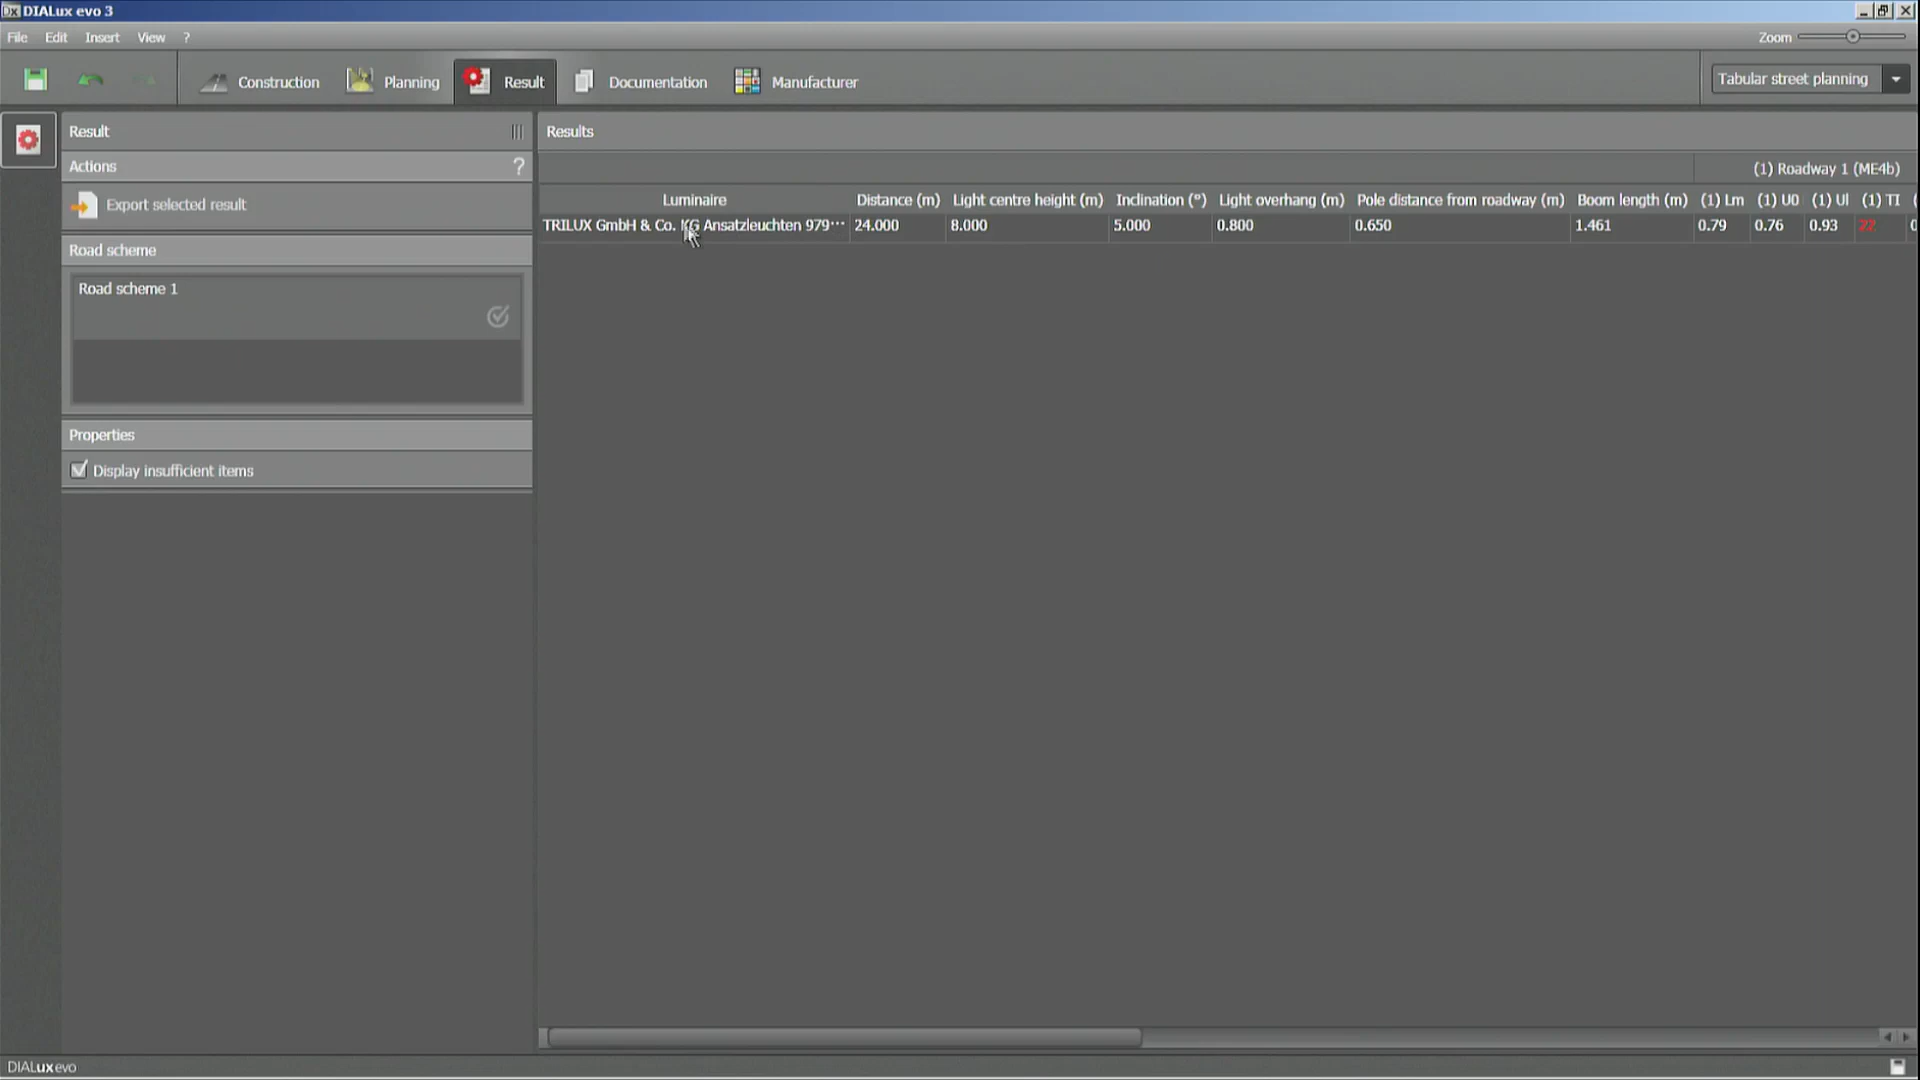 Dx DIALux evo 3
File Edit Insert View ? Zoom
Construction Planning Result Documentation Manufacturer Tabular street planning
Result
Results
Actions ?
(1) Roadway 1 (ME4b)
Export selected result
Luminaire Distance (m) Light centre height (m) Inclination (°) Light overhang (m) Pole distance from roadway (m) Boom length (m) (1) Lm (1) U0 (1) Ul (1) TI (
TRILUX GmbH & Co. KG Ansatzleuchten 979··· 24.000 8.000 5.000 0.800 0.650 1.461 0.79 0.76 0.93 22 0
Road scheme
Road scheme 1
Properties
Display insufficient items
DIALux evo